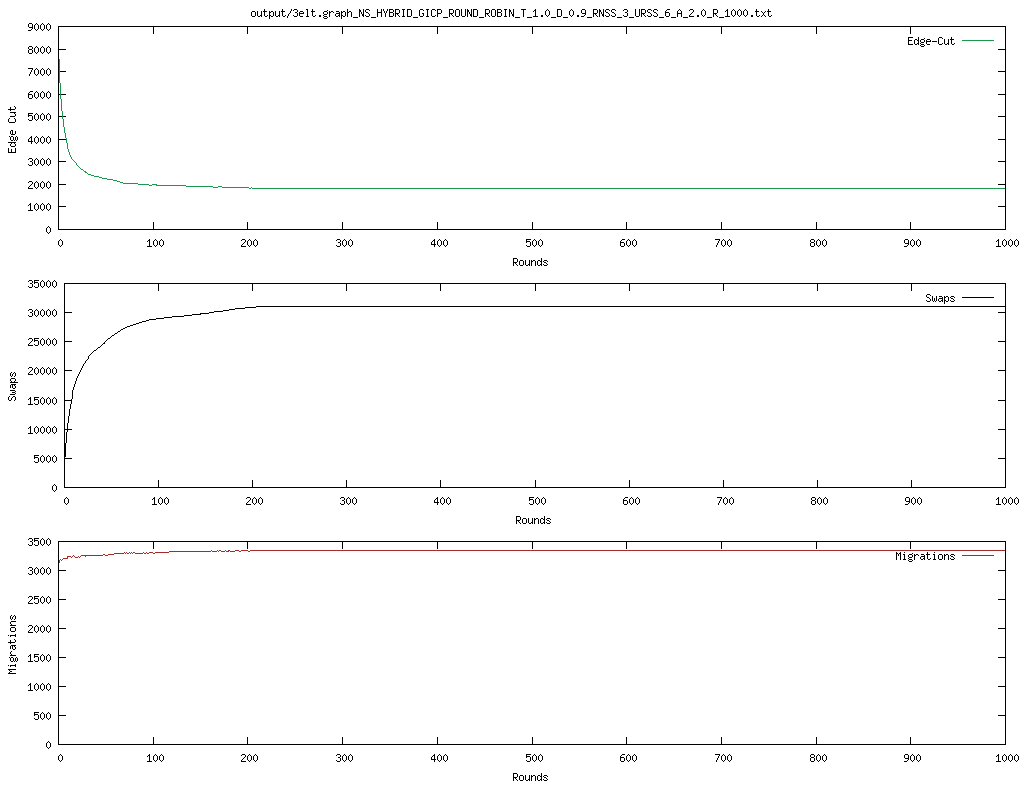 output/3elt.graph_NS_HYBRID_GICP_ROUND_ROBIN_T_1.0_D_0.9_RNSS_3_URSS_6_A_2.0_R_1000.txt
9000
8000
7000
6000
5000
4000
3000
2000
1000
0
Edge Cut
Edge-Cut
0 100 200 300 400 500 600 700 800 900 1000
Rounds
35000
30000
25000
20000
15000
10000
5000
0
Swaps
Swaps
0 100 200 300 400 500 600 700 800 900 1000
Rounds
3500
3000
2500
2000
1500
1000
500
0
Migrations
Migrations
0 100 200 300 400 500 600 700 800 900 1000
Rounds